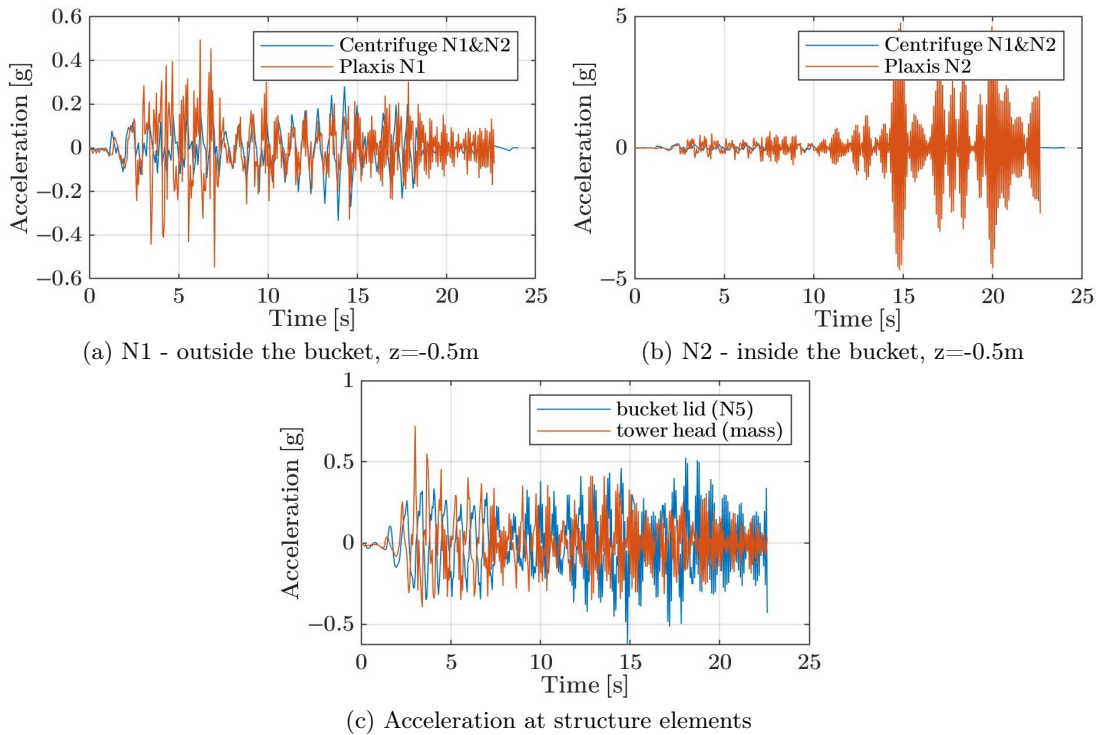 0.6
0.4
0.2
0
−0.2
−0.4
−0.6
Acceleration [g]
Centrifuge N1&N2
Plaxis N1
0 5 10 15 20 25
Time [s]
(a) N1 - outside the bucket, z=-0.5m
5
0
−5
Acceleration [g]
Centrifuge N1&N2
Plaxis N2
0 5 10 15 20 25
Time [s]
(b) N2 - inside the bucket, z=-0.5m
1
0.5
0
−0.5
Acceleration [g]
bucket lid (N5)
tower head (mass)
0 5 10 15 20 25
Time [s]
(c) Acceleration at structure elements